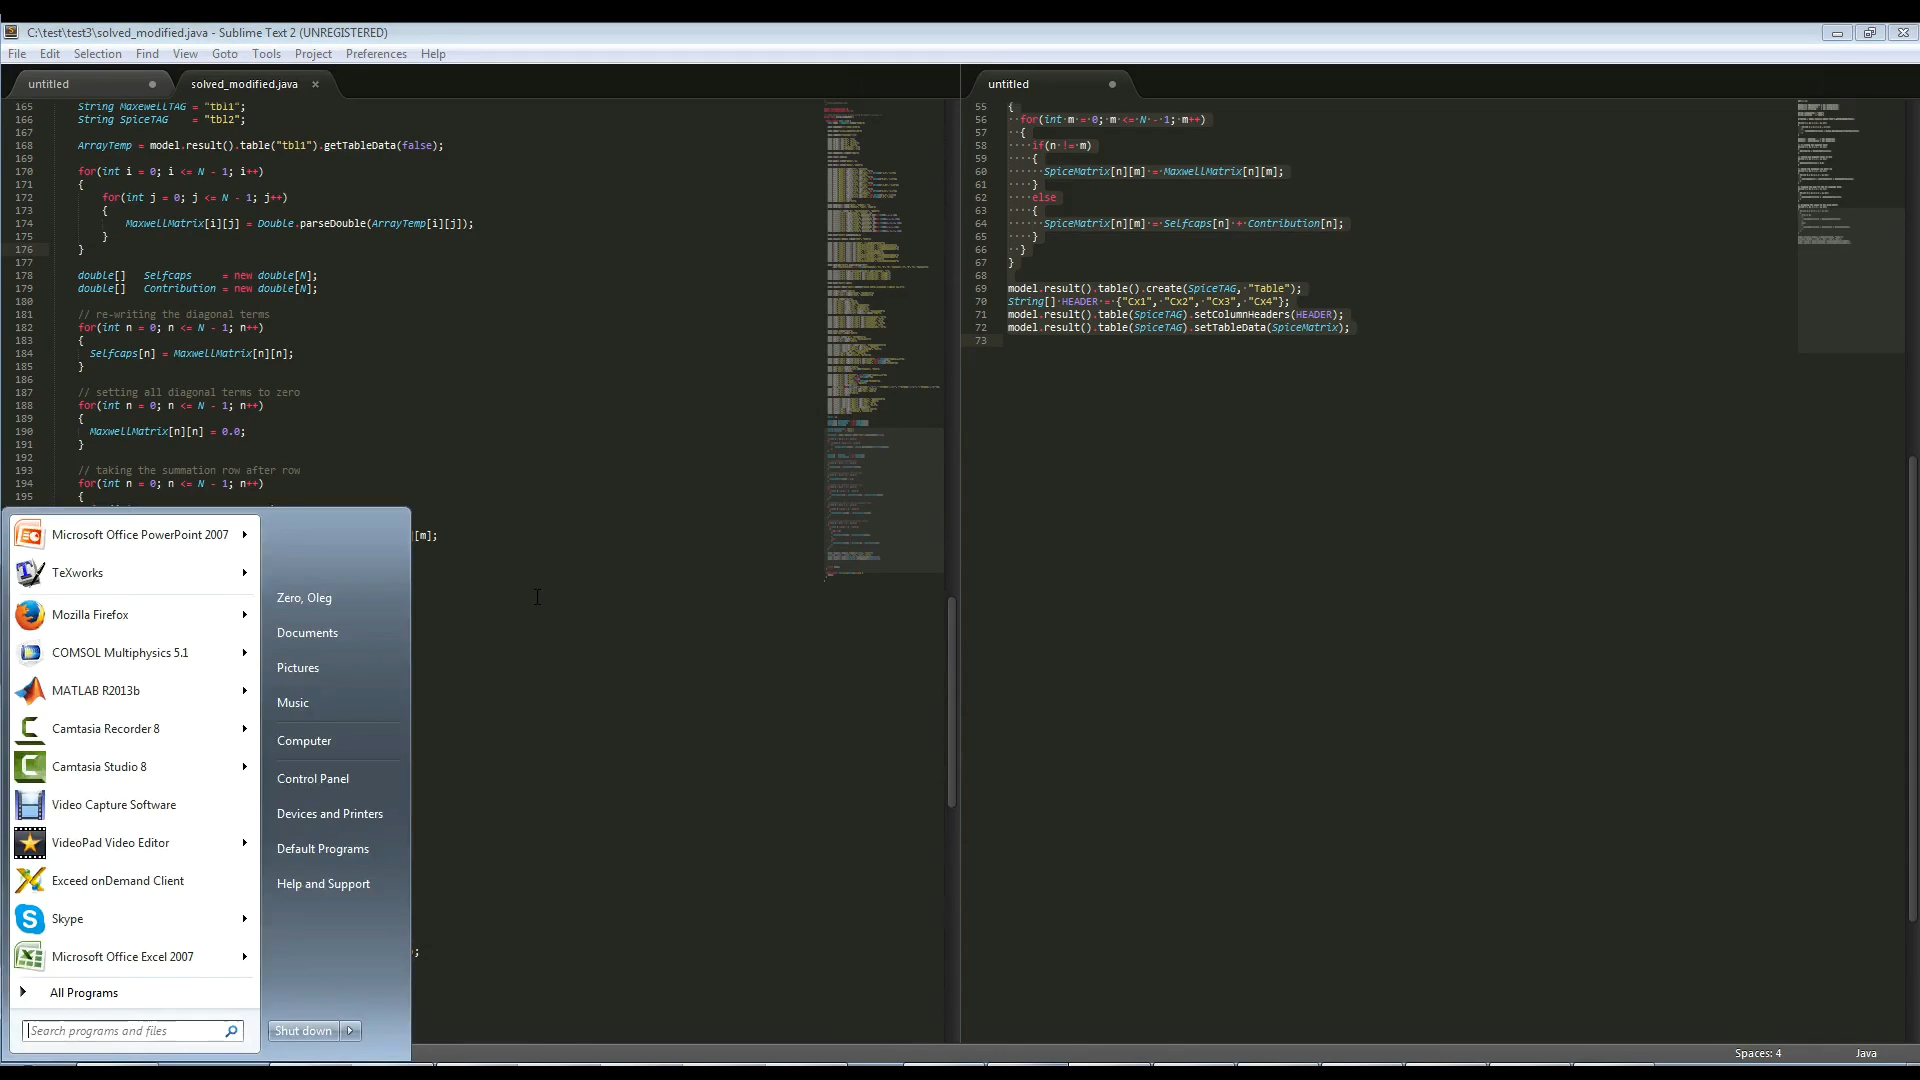 C:\test\test3\solved_modified.java - Sublime Text 2 (UNREGISTERED)
File Edit Selection Find View Goto Tools Project Preferences Help
untitled
solved_modified.java
165 String MaxewellTAG = "tbl1";
166 String SpiceTAG    = "tbl2";
167
168 ArrayTemp = model.result().table("tbl1").getTableData(false);
169
170 for(int i = 0; i <= N - 1; i++)
171 {
172 for(int j = 0; j <= N - 1; j++)
173 {
174 MaxwellMatrix[i][j] = Double.parseDouble(ArrayTemp[i][j]);
175 }
176 }
177
178 double[]   Selfcaps     = new double[N];
179 double[]   Contribution = new double[N];
180
181 // re-writing the diagonal terms
182 for(int n = 0; n <= N - 1; n++)
183 {
184 Selfcaps[n] = MaxwellMatrix[n][n];
185 }
186
187 // setting all diagonal terms to zero
188 for(int n = 0; n <= N - 1; n++)
189 {
190 MaxwellMatrix[n][n] = 0.0;
191 }
192
193 // taking the summation row after row
194 for(int n = 0; n <= N - 1; n++)
195 {
[m];
;
untitled
55 {
56 ··for(int·m·=·0;·m·<=·N·-·1;·m++)
57 ··{
58 ····if(n·!=·m)
59 ····{
60 ······SpiceMatrix[n][m]·=·MaxwellMatrix[n][m];
61 ····}
62 ····else
63 ····{
64 ······SpiceMatrix[n][m]·=·Selfcaps[n]·+·Contribution[n];
65 ····}
66 ··}
67 }
68
69 model.result().table().create(SpiceTAG,·"Table");
70 String[]·HEADER·=·{"Cx1",·"Cx2",·"Cx3",·"Cx4"};
71 model.result().table(SpiceTAG).setColumnHeaders(HEADER);
72 model.result().table(SpiceTAG).setTableData(SpiceMatrix);
73
Microsoft Office PowerPoint 2007
TeXworks
Mozilla Firefox
COMSOL Multiphysics 5.1
MATLAB R2013b
Camtasia Recorder 8
Camtasia Studio 8
Video Capture Software
VideoPad Video Editor
Exceed onDemand Client
Skype
Microsoft Office Excel 2007
All Programs
Search programs and files
Zero, Oleg
Documents
Pictures
Music
Computer
Control Panel
Devices and Printers
Default Programs
Help and Support
Shut down
Spaces: 4
Java